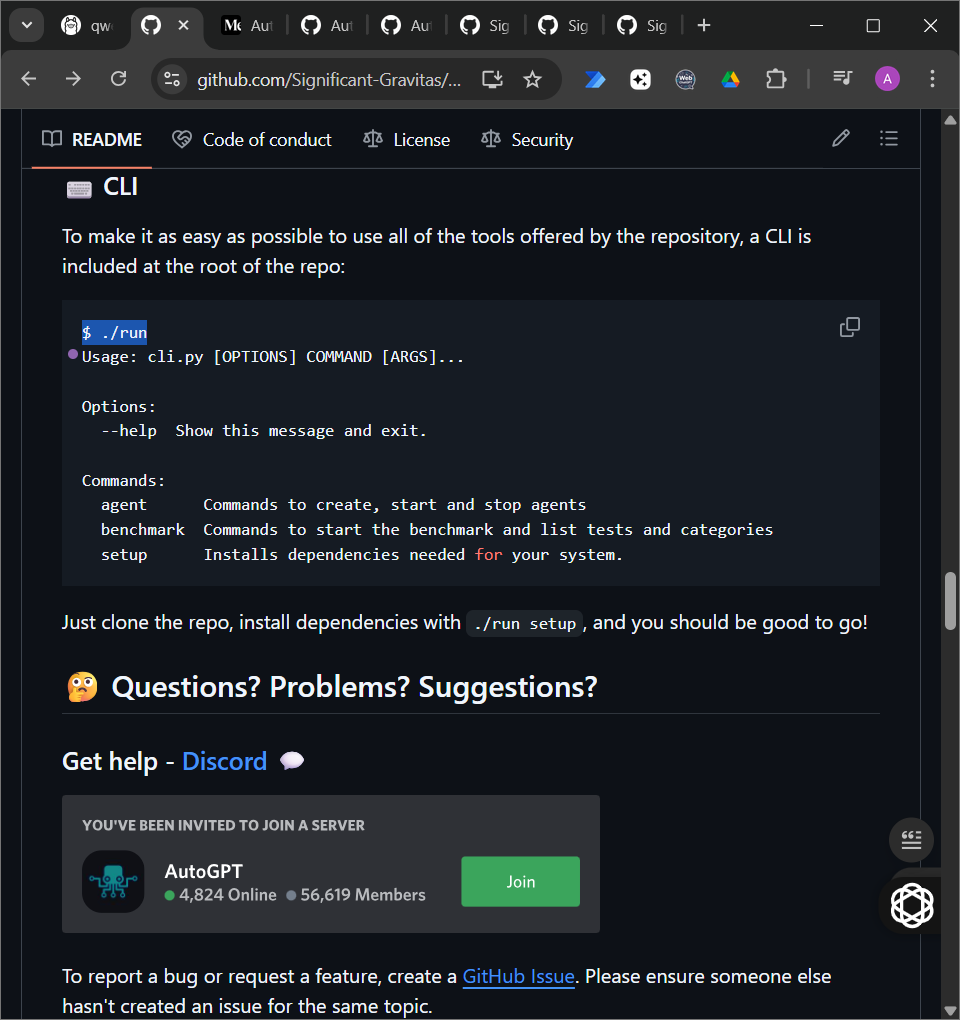 qw
Me Aut
Aut
Aut
Sig
Sig
Sig
github.com/Significant-Gravitas/...
A
README
Code of conduct
License
Security
CLI
To make it as easy as possible to use all of the tools offered by the repository, a CLI is
included at the root of the repo:
$ ./run
Usage: cli.py [OPTIONS] COMMAND [ARGS]...
Options:
--help  Show this message and exit.
Commands:
agent      Commands to create, start and stop agents
benchmark  Commands to start the benchmark and list tests and categories
setup      Installs dependencies needed for your system.
Just clone the repo, install dependencies with ./run setup, and you should be good to go!
🤔 Questions? Problems? Suggestions?
Get help - Discord 💬
YOU'VE BEEN INVITED TO JOIN A SERVER
AutoGPT
4,824 Online 56,619 Members
Join
To report a bug or request a feature, create a GitHub Issue. Please ensure someone else
hasn't created an issue for the same topic.